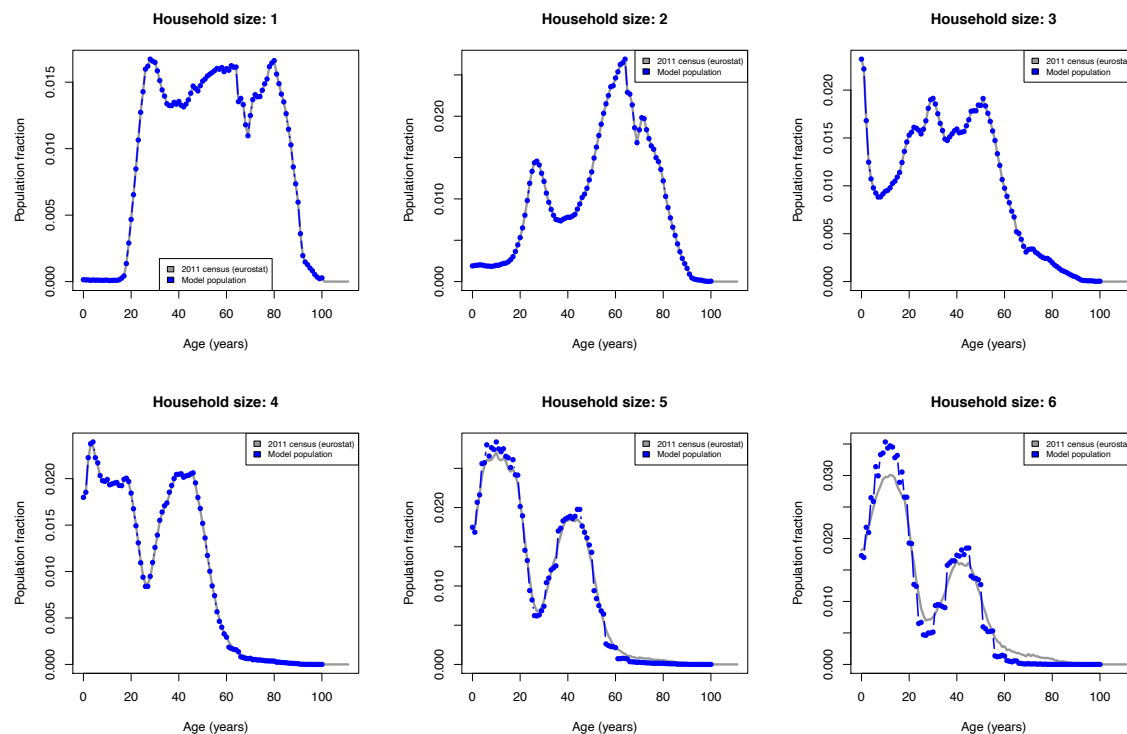 Household size: 1
Population fraction
0.000 0.005 0.010 0.015
2011 census (eurostat)
Model population
0 20 40 60 80 100
Age (years)
Household size: 2
Population fraction
0.000 0.010 0.020
2011 census (eurostat)
Model population
0 20 40 60 80 100
Age (years)
Household size: 3
Population fraction
0.000 0.005 0.010 0.015 0.020
2011 census (eurostat)
Model population
0 20 40 60 80 100
Age (years)
Household size: 4
Population fraction
0.000 0.005 0.010 0.015 0.020
2011 census (eurostat)
Model population
0 20 40 60 80 100
Age (years)
Household size: 5
Population fraction
0.000 0.010 0.020
2011 census (eurostat)
Model population
0 20 40 60 80 100
Age (years)
Household size: 6
Population fraction
0.000 0.010 0.020 0.030
2011 census (eurostat)
Model population
0 20 40 60 80 100
Age (years)